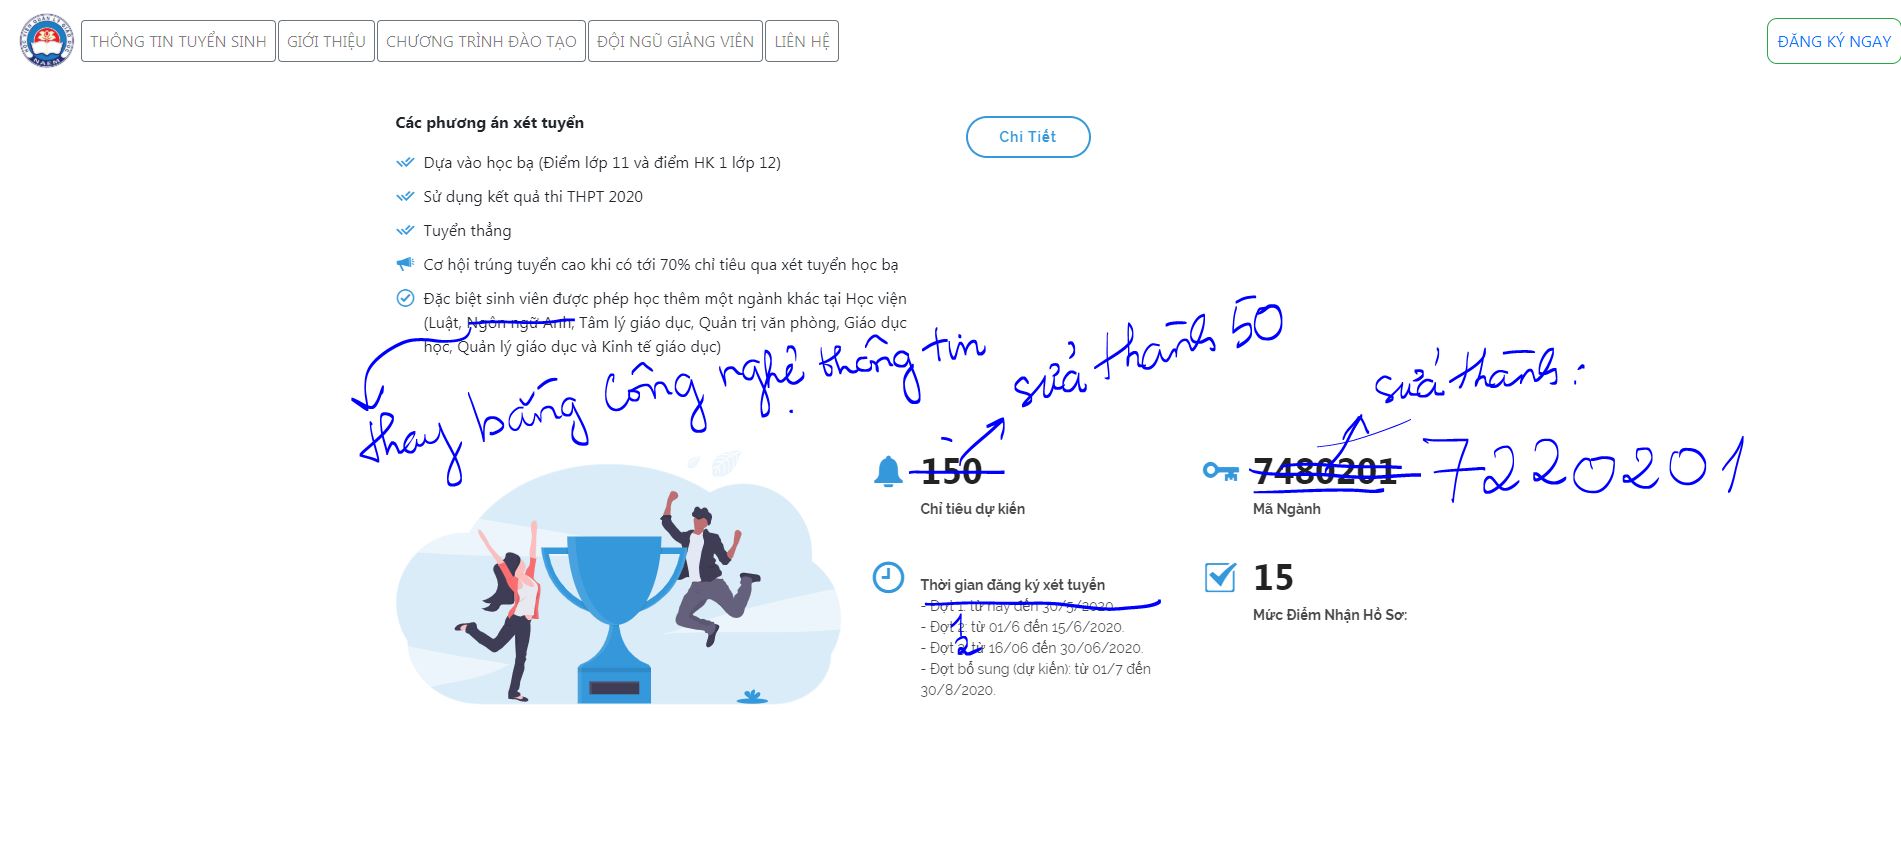 THÔNG TIN TUYỂN SINH
GIỚI THIỆU
CHƯƠNG TRÌNH ĐÀO TẠO
ĐỘI NGŨ GIẢNG VIÊN
LIÊN HỆ
ĐĂNG KÝ NGAY
Các phương án xét tuyển
Chi Tiết
Dựa vào học bạ (Điểm lớp 11 và điểm HK 1 lớp 12)
Sử dụng kết quả thi THPT 2020
Tuyển thẳng
Cơ hội trúng tuyển cao khi có tới 70% chỉ tiêu qua xét tuyển học bạ
Đặc biệt sinh viên được phép học thêm một ngành khác tại Học viện
(Luật, Ngôn ngữ Anh, Tâm lý giáo dục, Quản trị văn phòng, Giáo dục
học, Quản lý giáo dục và Kinh tế giáo dục)
thay bằng Công nghệ thông tin
sửa thành 50
sửa thành:
7220201
150
Chỉ tiêu dự kiến
7480201
Mã Ngành
Thời gian đăng ký xét tuyển
- Đợt 1: từ nay đến 30/5/2020.
- Đợt 2: từ 01/6 đến 15/6/2020.
1
- Đợt 3: từ 16/06 đến 30/06/2020.
2
- Đợt bổ sung (dự kiến): từ 01/7 đến
30/8/2020.
15
Mức Điểm Nhận Hồ Sơ: